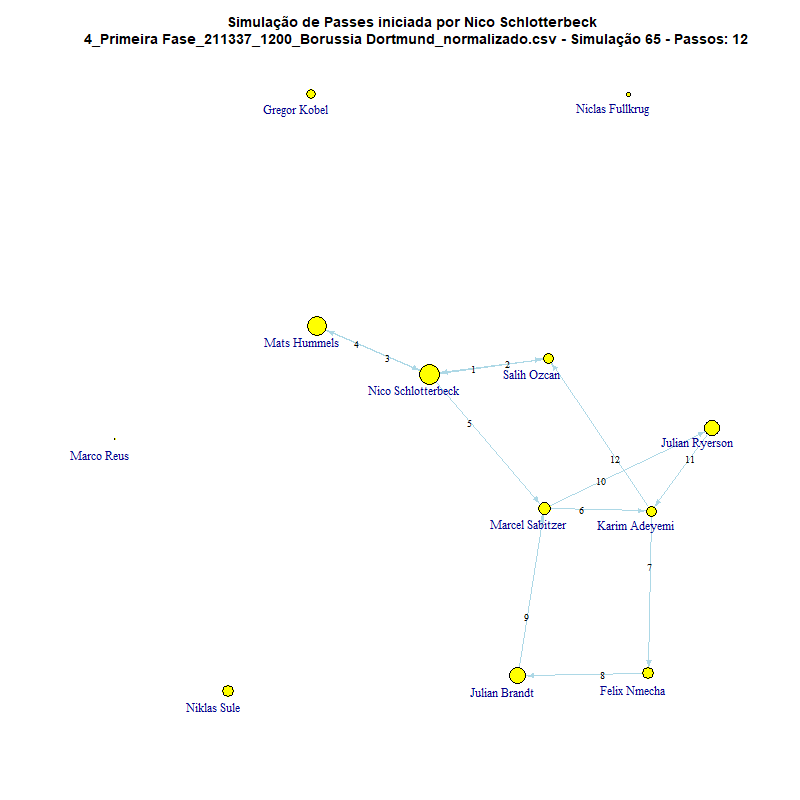 Simulação de Passes iniciada por Nico Schlotterbeck
4_Primeira Fase_211337_1200_Borussia Dortmund_normalizado.csv - Simulação 65 - Passos: 12
Gregor Kobel
Niclas Fullkrug
Mats Hummels
4
3
1
2
Nico Schlotterbeck
Salih Ozcan
5
Julian Ryerson
Marco Reus
12
11
10
6
Marcel Sabitzer
Karim Adeyemi
7
9
8
Julian Brandt
Felix Nmecha
Niklas Sule